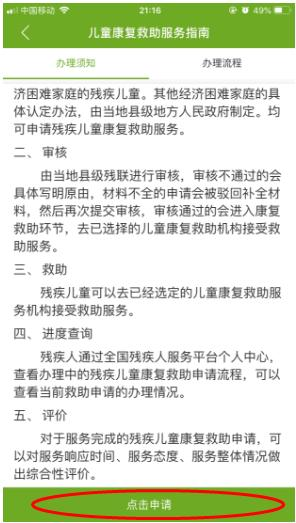 中国移动
21:16
49%
儿童康复救助服务指南
办理须知
办理流程
济困难家庭的残疾儿童。其他经济困难家庭的具
体认定办法，由当地县级地方人民政府制定。均
可申请残疾儿童康复救助服务。
二、 审核
由当地县级残联进行审核，审核不通过的会
具体写明原由，材料不全的申请会被驳回补全材
料，然后再次提交审核，审核通过的会进入康复
救助环节，去已选择的儿童康复救助机构接受救
助服务。
三、 救助
残疾儿童可以去已经选定的儿童康复救助服
务机构接受救助服务。
四、 进度查询
残疾人通过全国残疾人服务平台个人中心，
查看办理中的残疾儿童救助申请流程，可以
查看当前救助申请的办理情况。
五、 评价
对于服务完成的残疾儿童康复救助申请，可
以对服务响应时间、服务态度、服务整体情况做
出综合性评价。
点击申请